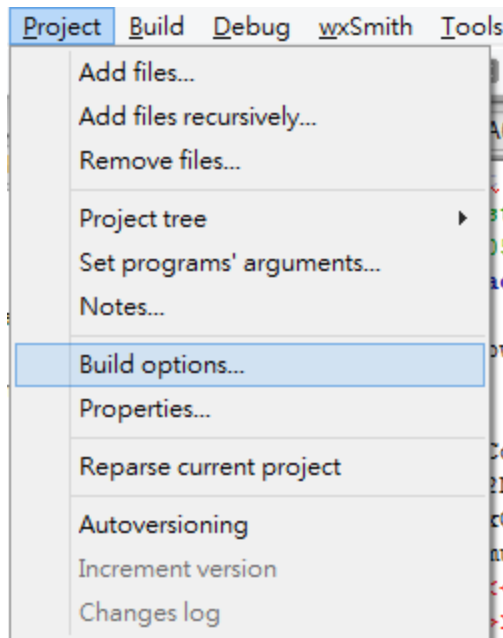 Project Build Debug wxSmith Tools
Add files...
Add files recursively...
Remove files...
Project tree
Set programs' arguments...
Notes...
Build options...
Properties...
Reparse current project
Autoversioning
Increment version
Changes log